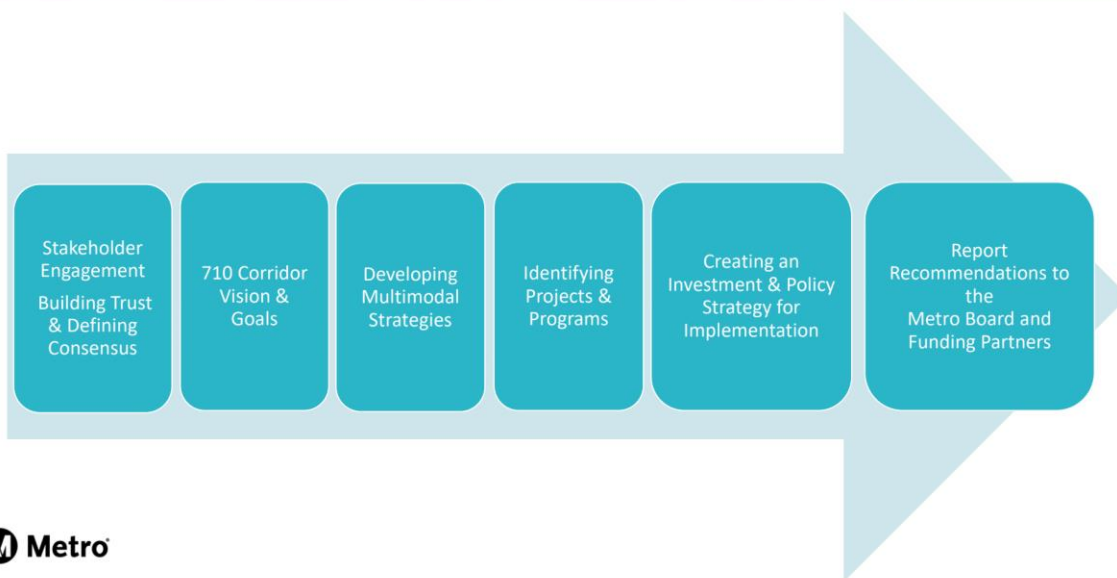 Stakeholder
Engagement
Building Trust
& Defining
Consensus
710 Corridor
Vision &
Goals
Developing
Multimodal
Strategies
Identifying
Projects &
Programs
Creating an
Investment & Policy
Strategy for
Implementation
Report
Recommendations to
the
Metro Board and
Funding Partners
M Metro